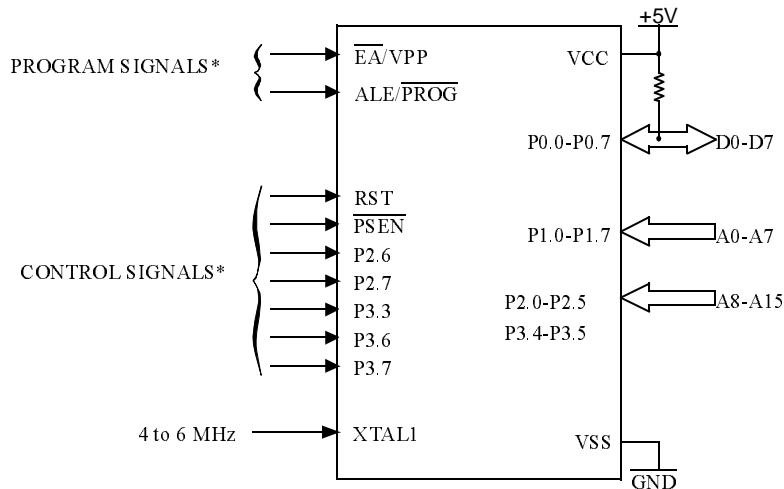 +5V
PROGRAM SIGNALS*
EA/VPP
ALE/PROG
VCC
P0.0-P0.7
D0-D7
CONTROL SIGNALS*
RST
PSEN
P2.6
P2.7
P3.3
P3.6
P3.7
P1.0-P1.7
A0-A7
P2.0-P2.5
P3.4-P3.5
A8-A15
4 to 6 MHz
XTAL1
VSS
GND